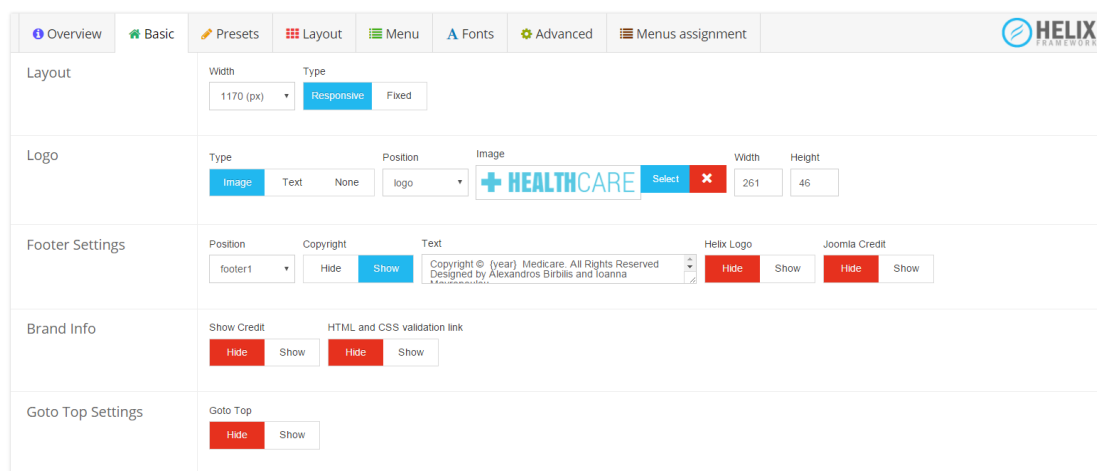 Overview Basic Presets Layout Menu A Fonts Advanced Menus assignment HELIX
FRAMEWORK
Layout
Width Type
1170 (px) Responsive Fixed
Logo
Type Position Image Width Height
Image Text None logo HEALTHCARE Select 261 46
Footer Settings
Position Copyright Text Helix Logo Joomla Credit
footer1 Hide Show Copyright © {year} Medicare. All Rights Reserved Hide Show Hide Show
Designed by Alexandros Birbilis and Ioanna
Mavropoulou
Brand Info
Show Credit HTML and CSS validation link
Hide Show Hide Show
Goto Top Settings
Goto Top
Hide Show